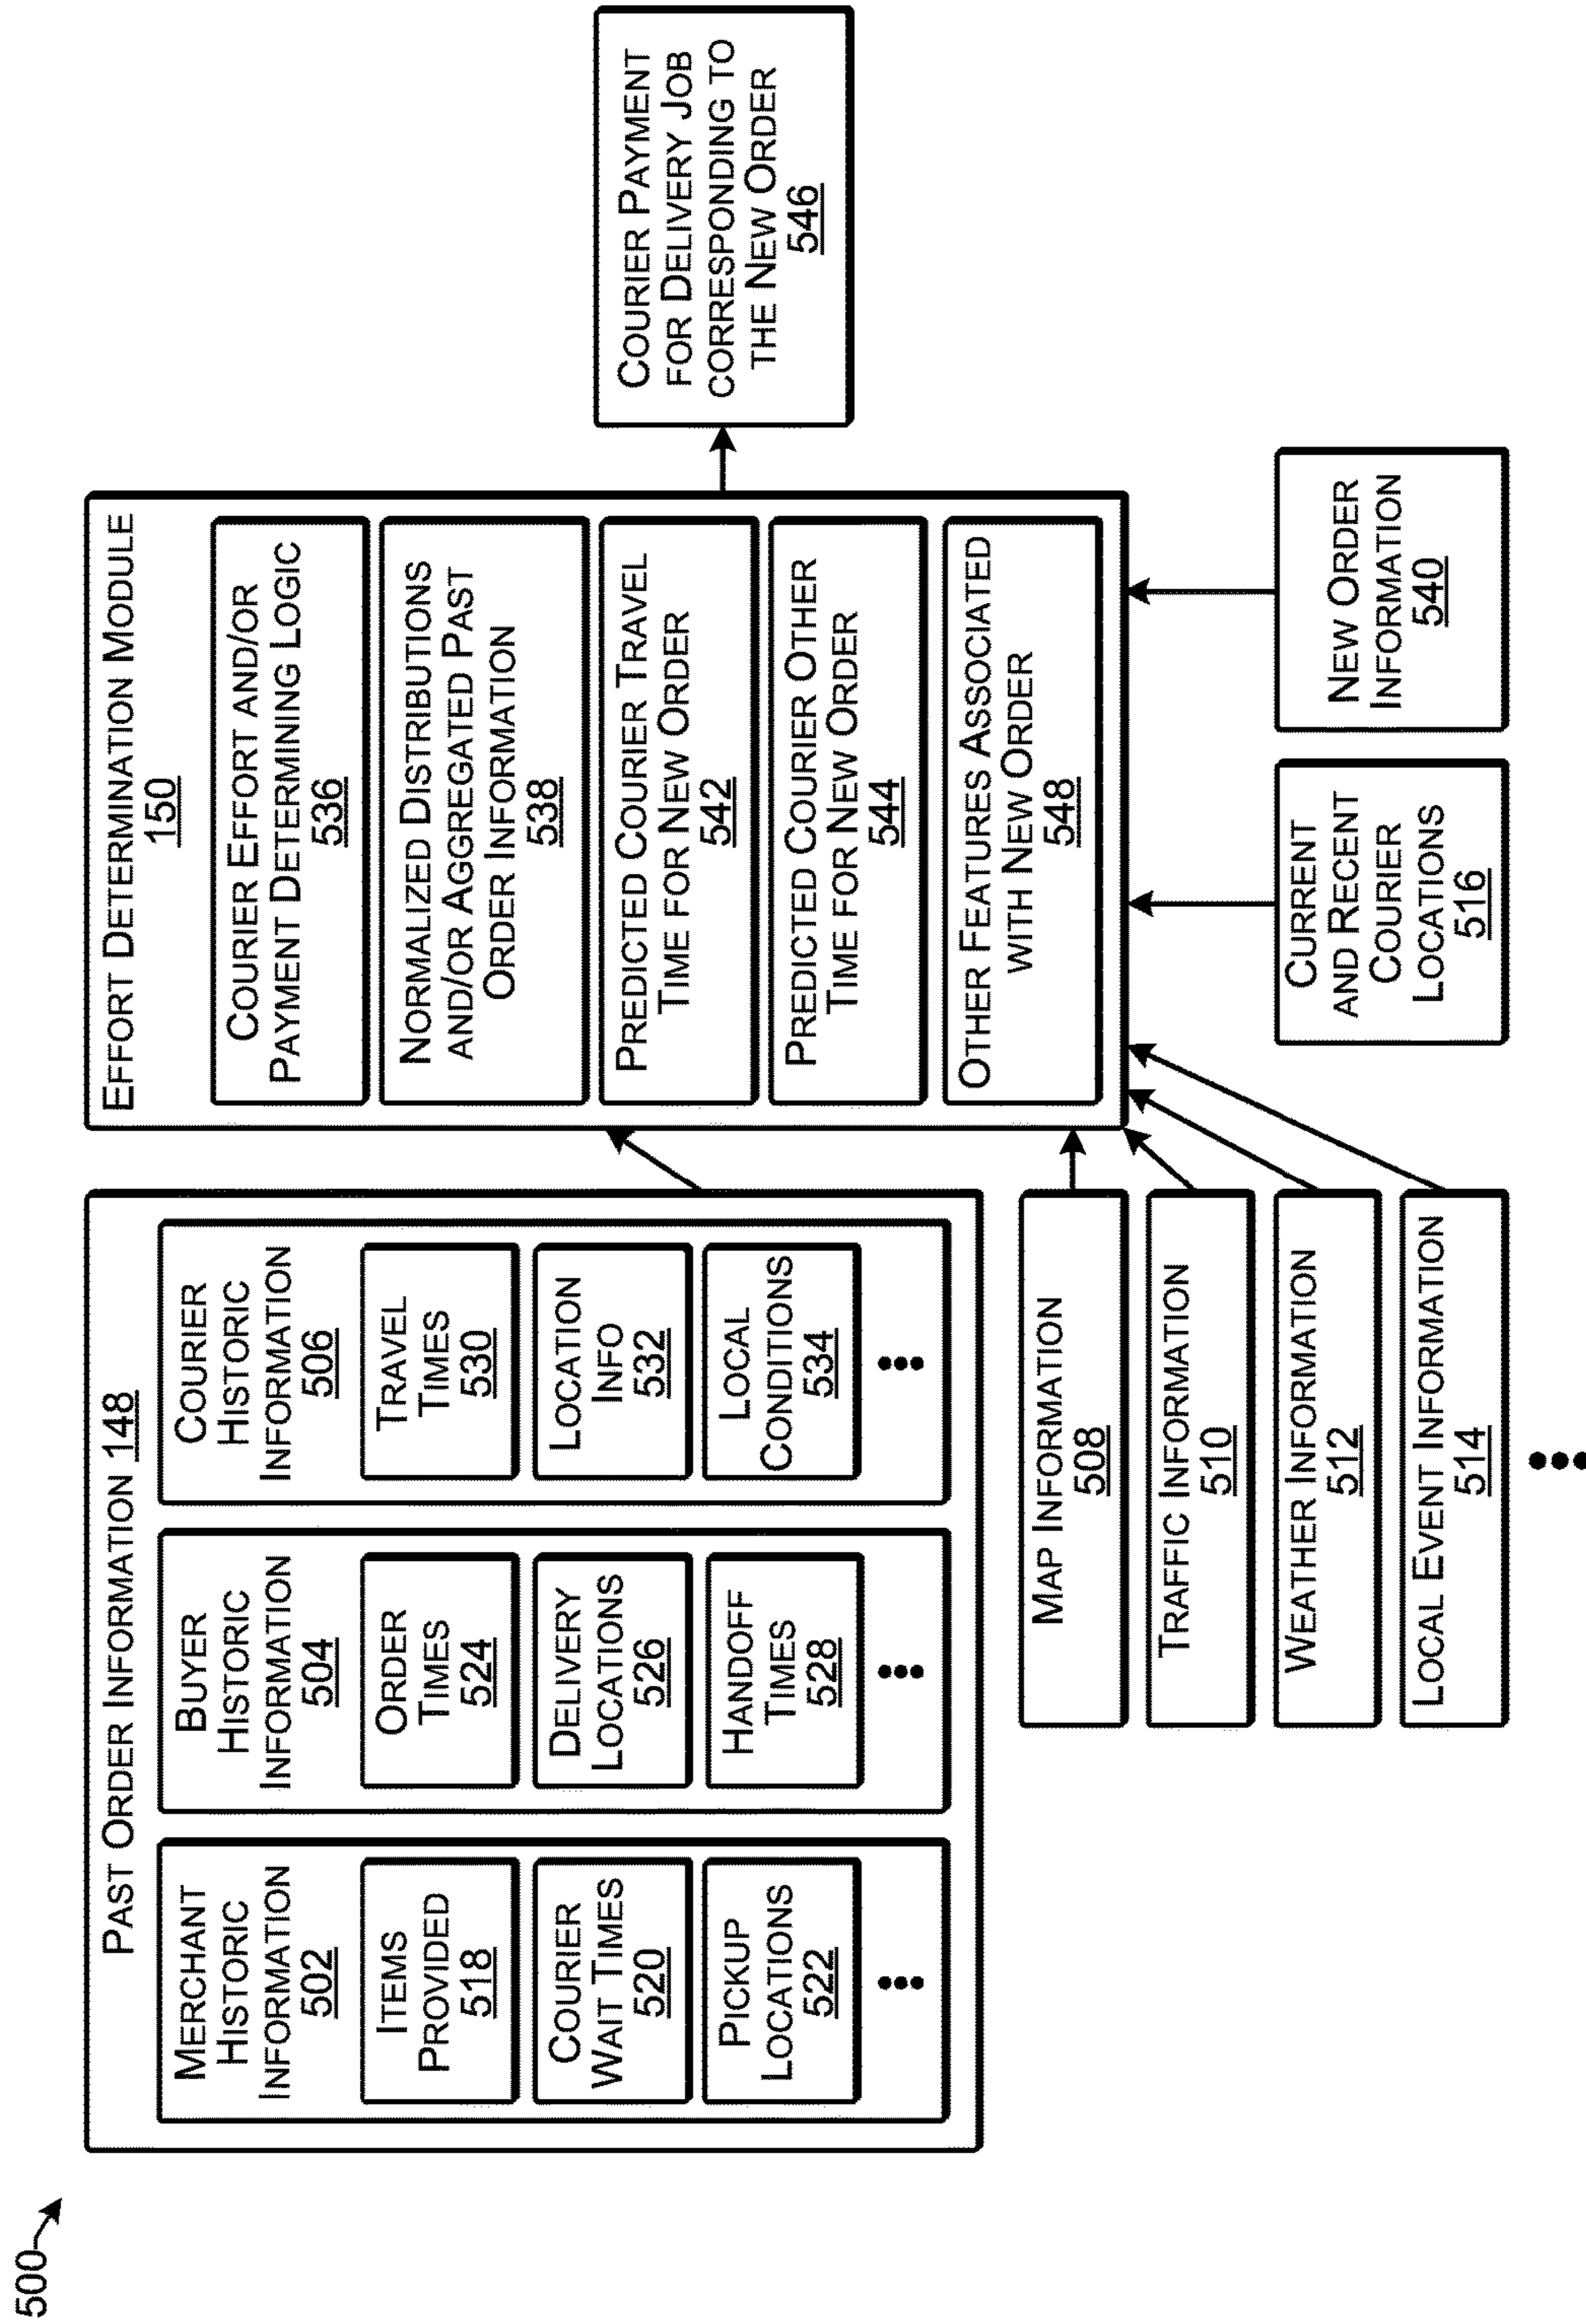 500
PAST ORDER INFORMATION 148
MERCHANT
HISTORIC
INFORMATION
502
ITEMS
PROVIDED
518
COURIER
WAIT TIMES
520
PICKUP
LOCATIONS
522
•••
BUYER
HISTORIC
INFORMATION
504
ORDER
TIMES
524
DELIVERY
LOCATIONS
526
HANDOFF
TIMES
528
•••
COURIER
HISTORIC
INFORMATION
506
TRAVEL
TIMES
530
LOCATION
INFO
532
LOCAL
CONDITIONS
534
•••
MAP INFORMATION
508
TRAFFIC INFORMATION
510
WEATHER INFORMATION
512
LOCAL EVENT INFORMATION
514
•••
EFFORT DETERMINATION MODULE
150
COURIER EFFORT AND/OR
PAYMENT DETERMINING LOGIC
536
NORMALIZED DISTRIBUTIONS
AND/OR AGGREGATED PAST
ORDER INFORMATION
538
PREDICTED COURIER TRAVEL
TIME FOR NEW ORDER
542
PREDICTED COURIER OTHER
TIME FOR NEW ORDER
544
OTHER FEATURES ASSOCIATED
WITH NEW ORDER
548
CURRENT
AND RECENT
COURIER
LOCATIONS
516
NEW ORDER
INFORMATION
540
COURIER PAYMENT
FOR DELIVERY JOB
CORRESPONDING TO
THE NEW ORDER
546